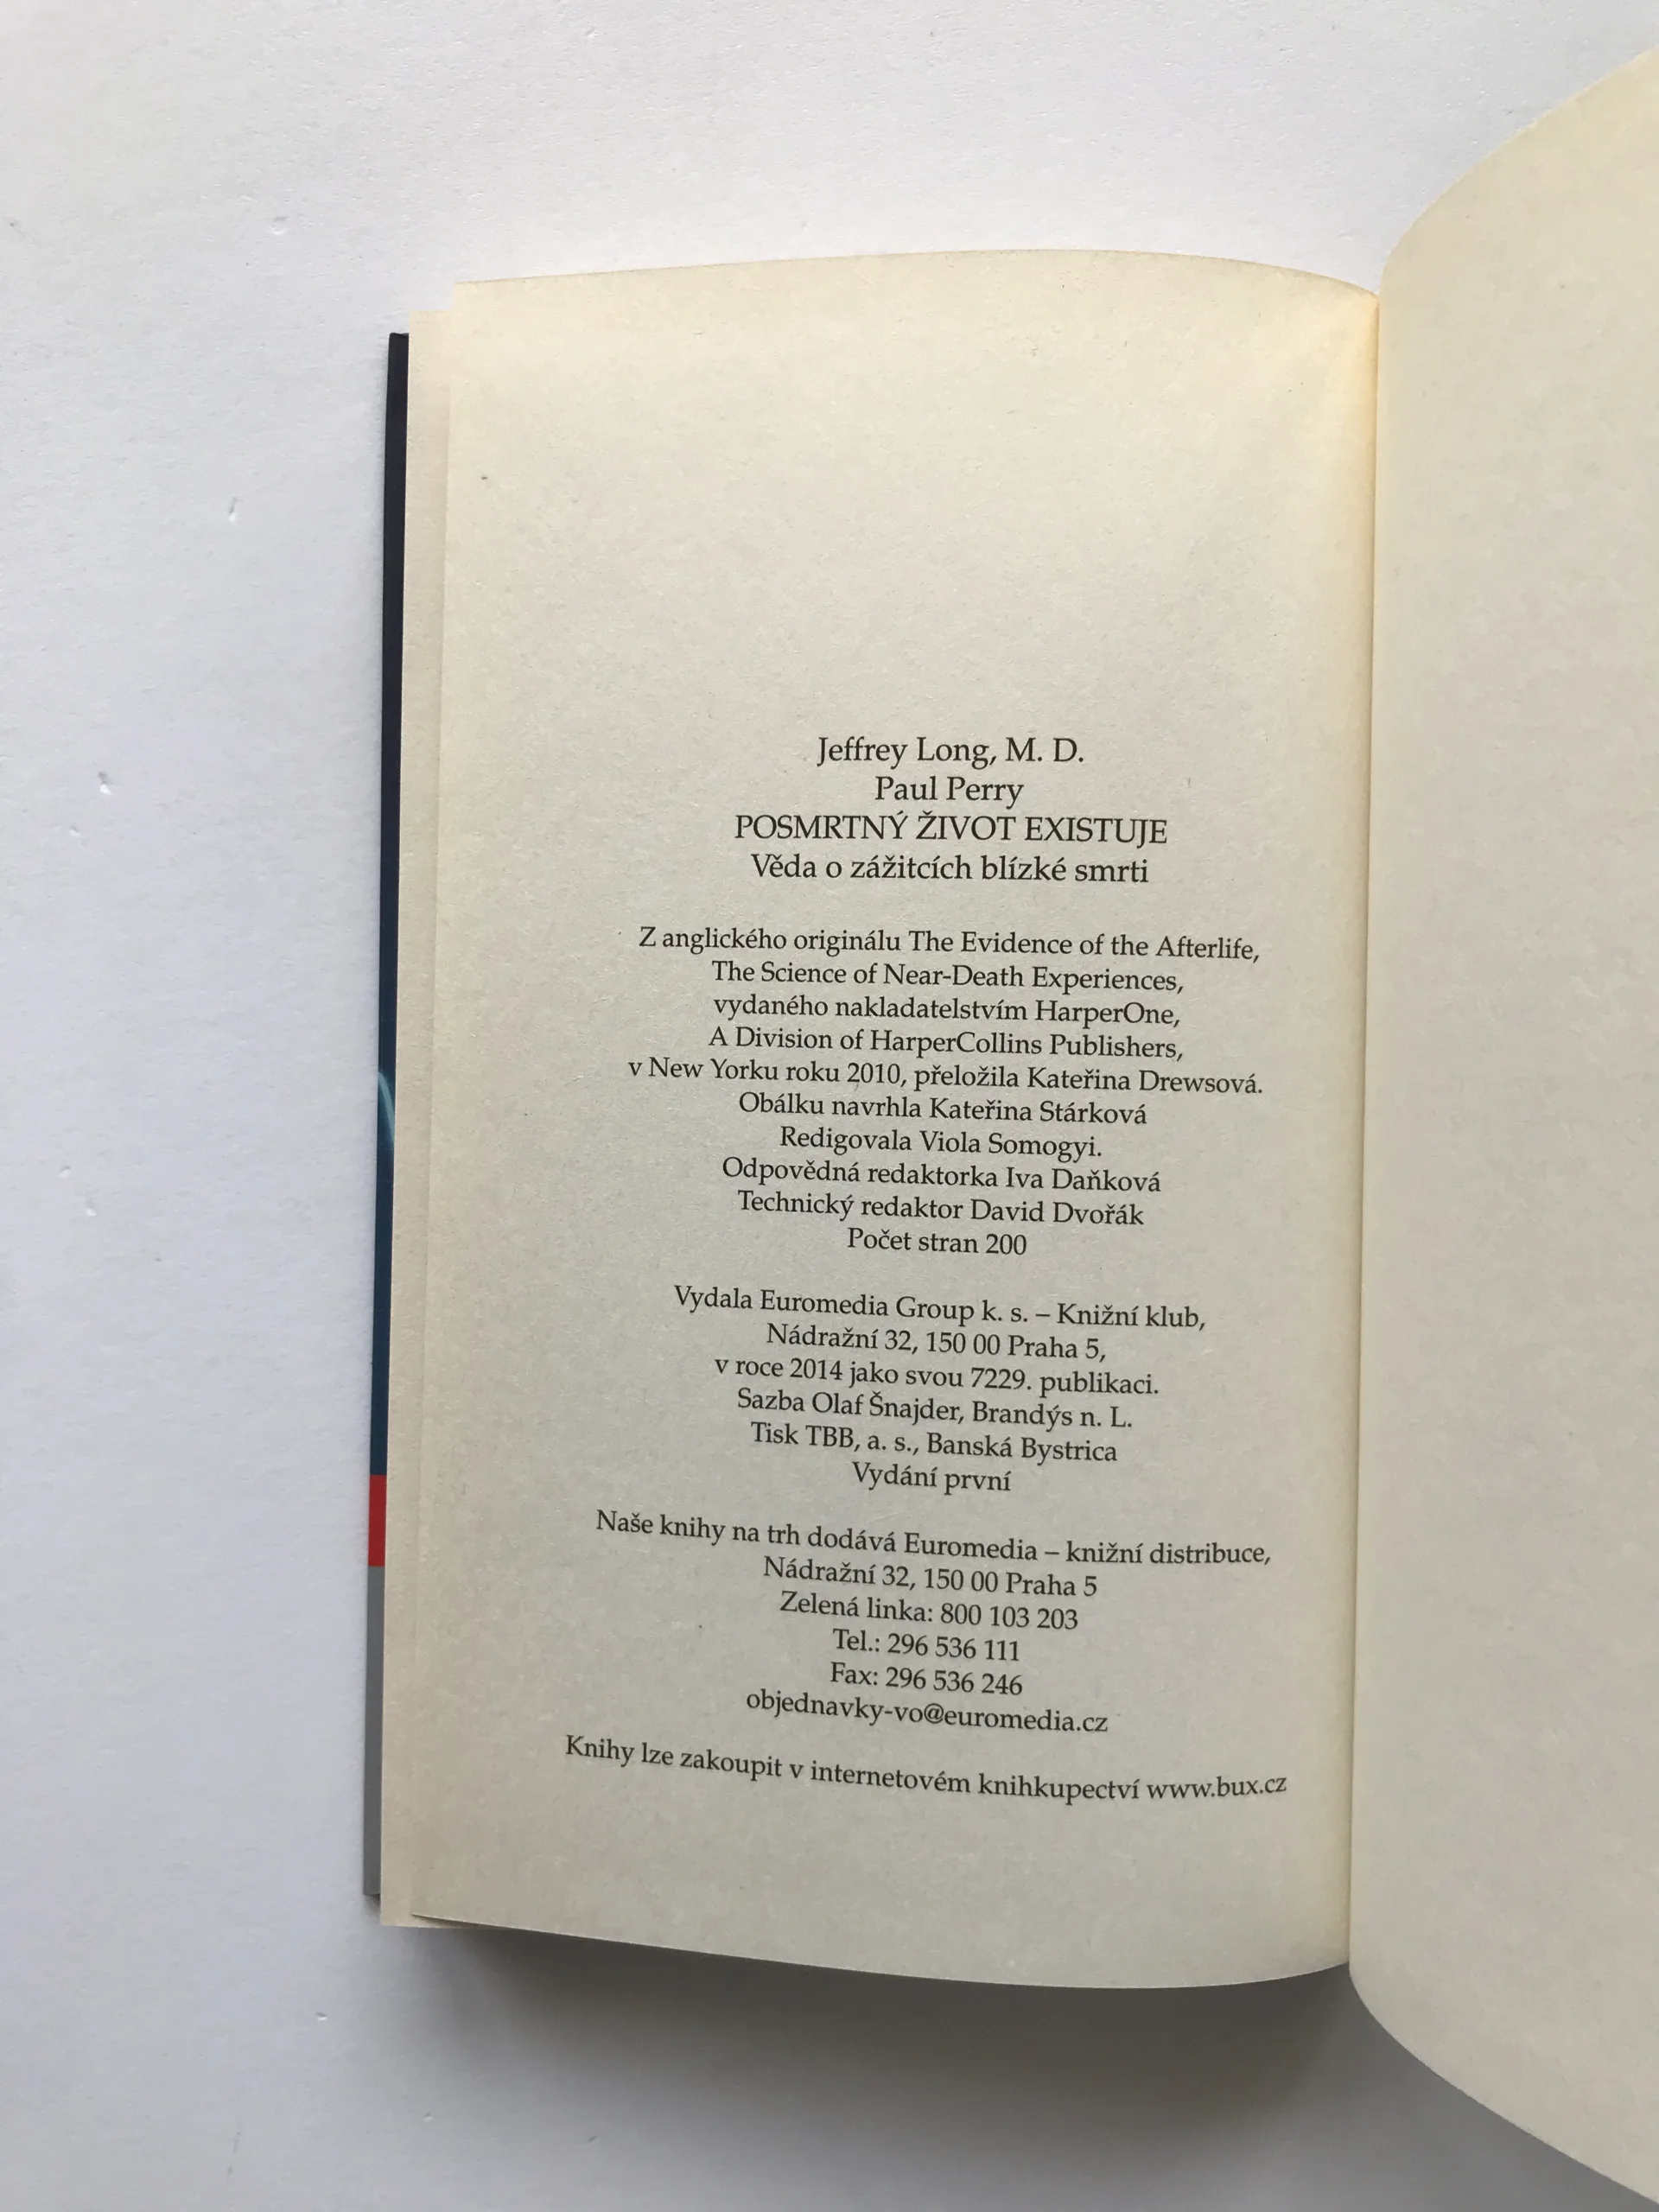 Jeffrey Long, M. D.
Paul Perry
POSMRTNÝ ŽIVOT EXISTUJE
Věda o zážitcích blízké smrti
Z anglického originálu The Evidence of the Afterlife,
The Science of Near-Death Experiences,
vydaného nakladatelstvím HarperOne,
A Division of HarperCollins Publishers,
v New Yorku roku 2010, přeložila Kateřina Drewsová.
Obálku navrhla Kateřina Stárková
Redigovala Viola Somogyi.
Odpovědná redaktorka Iva Daňková
Technický redaktor David Dvořák
Počet stran 200
Vydala Euromedia Group k. s. – Knižní klub,
Nádražní 32, 150 00 Praha 5,
v roce 2014 jako svou 7229. publikaci.
Sazba Olaf Šnajder, Brandýs n. L.
Tisk TBB, a. s., Banská Bystrica
Vydání první
Naše knihy na trh dodává Euromedia – knižní distribuce,
Nádražní 32, 150 00 Praha 5
Zelená linka: 800 103 203
Tel.: 296 536 111
Fax: 296 536 246
objednavky-vo@euromedia.cz
Knihy lze zakoupit v internetovém knihkupectví www.bux.cz